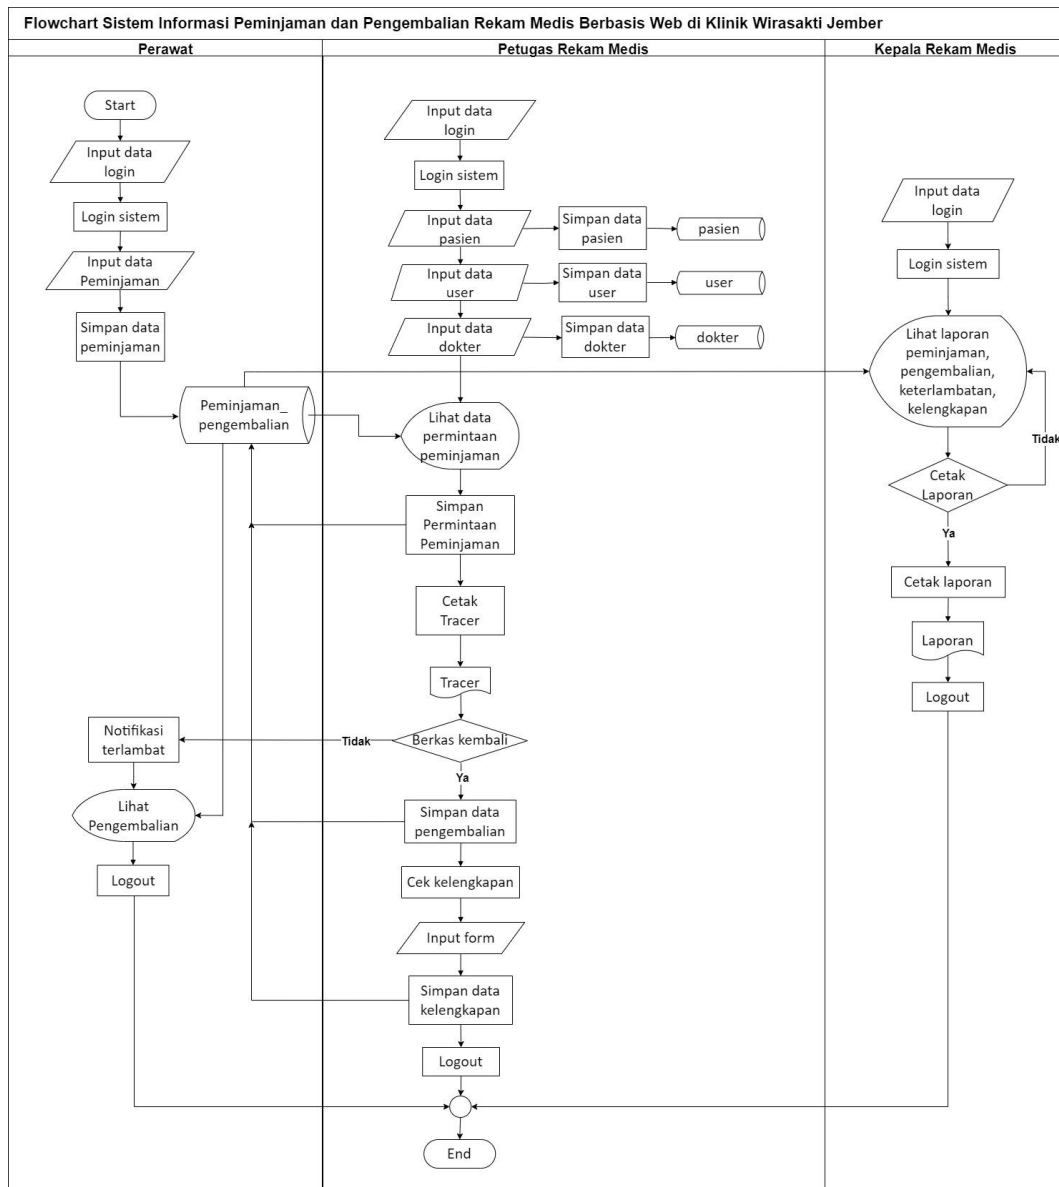 Flowchart Sistem Informasi Peminjaman dan Pengembalian Rekam Medis Berbasis Web di Klinik Wirasakti Jember
Perawat
Start
Input data
login
Login sistem
Input data
Peminjaman
Simpan data
peminjaman
Peminjaman_
pengembalian
Notifikasi
terlambat
Lihat
Pengembalian
Logout
Petugas Rekam Medis
Input data
login
Login sistem
Input data
pasien
Simpan data
pasien
pasien
Input data
user
Simpan data
user
user
Input data
dokter
Simpan data
dokter
dokter
Lihat data
permintaan
peminjaman
Simpan
Permintaan
Peminjaman
Cetak
Tracer
Tracer
Berkas kembali
Tidak
Ya
Simpan data
pengembalian
Cek kelengkapan
Input form
Simpan data
kelengkapan
Logout
End
Kepala Rekam Medis
Input data
login
Login sistem
Lihat laporan
peminjaman,
pengembalian,
keterlambatan,
kelengkapan
Tidak
Cetak
Laporan
Ya
Cetak laporan
Laporan
Logout